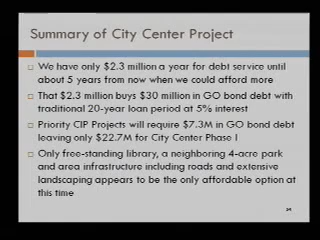 Summary of City Center Project
We have only $2.3 million a year for debt service until
about 5 years from now when we could afford more
That $2.3 million buys $30 million in GO bond debt with
traditional 20-year loan period at 5% interest
Priority CIP Projects will require $7.3M in GO bond debt
leaving only $22.7M for City Center Phase I
Only free-standing library, a neighboring 4-acre park
and area infrastructure including roads and extensive
landscaping appears to be the only affordable option at
this time